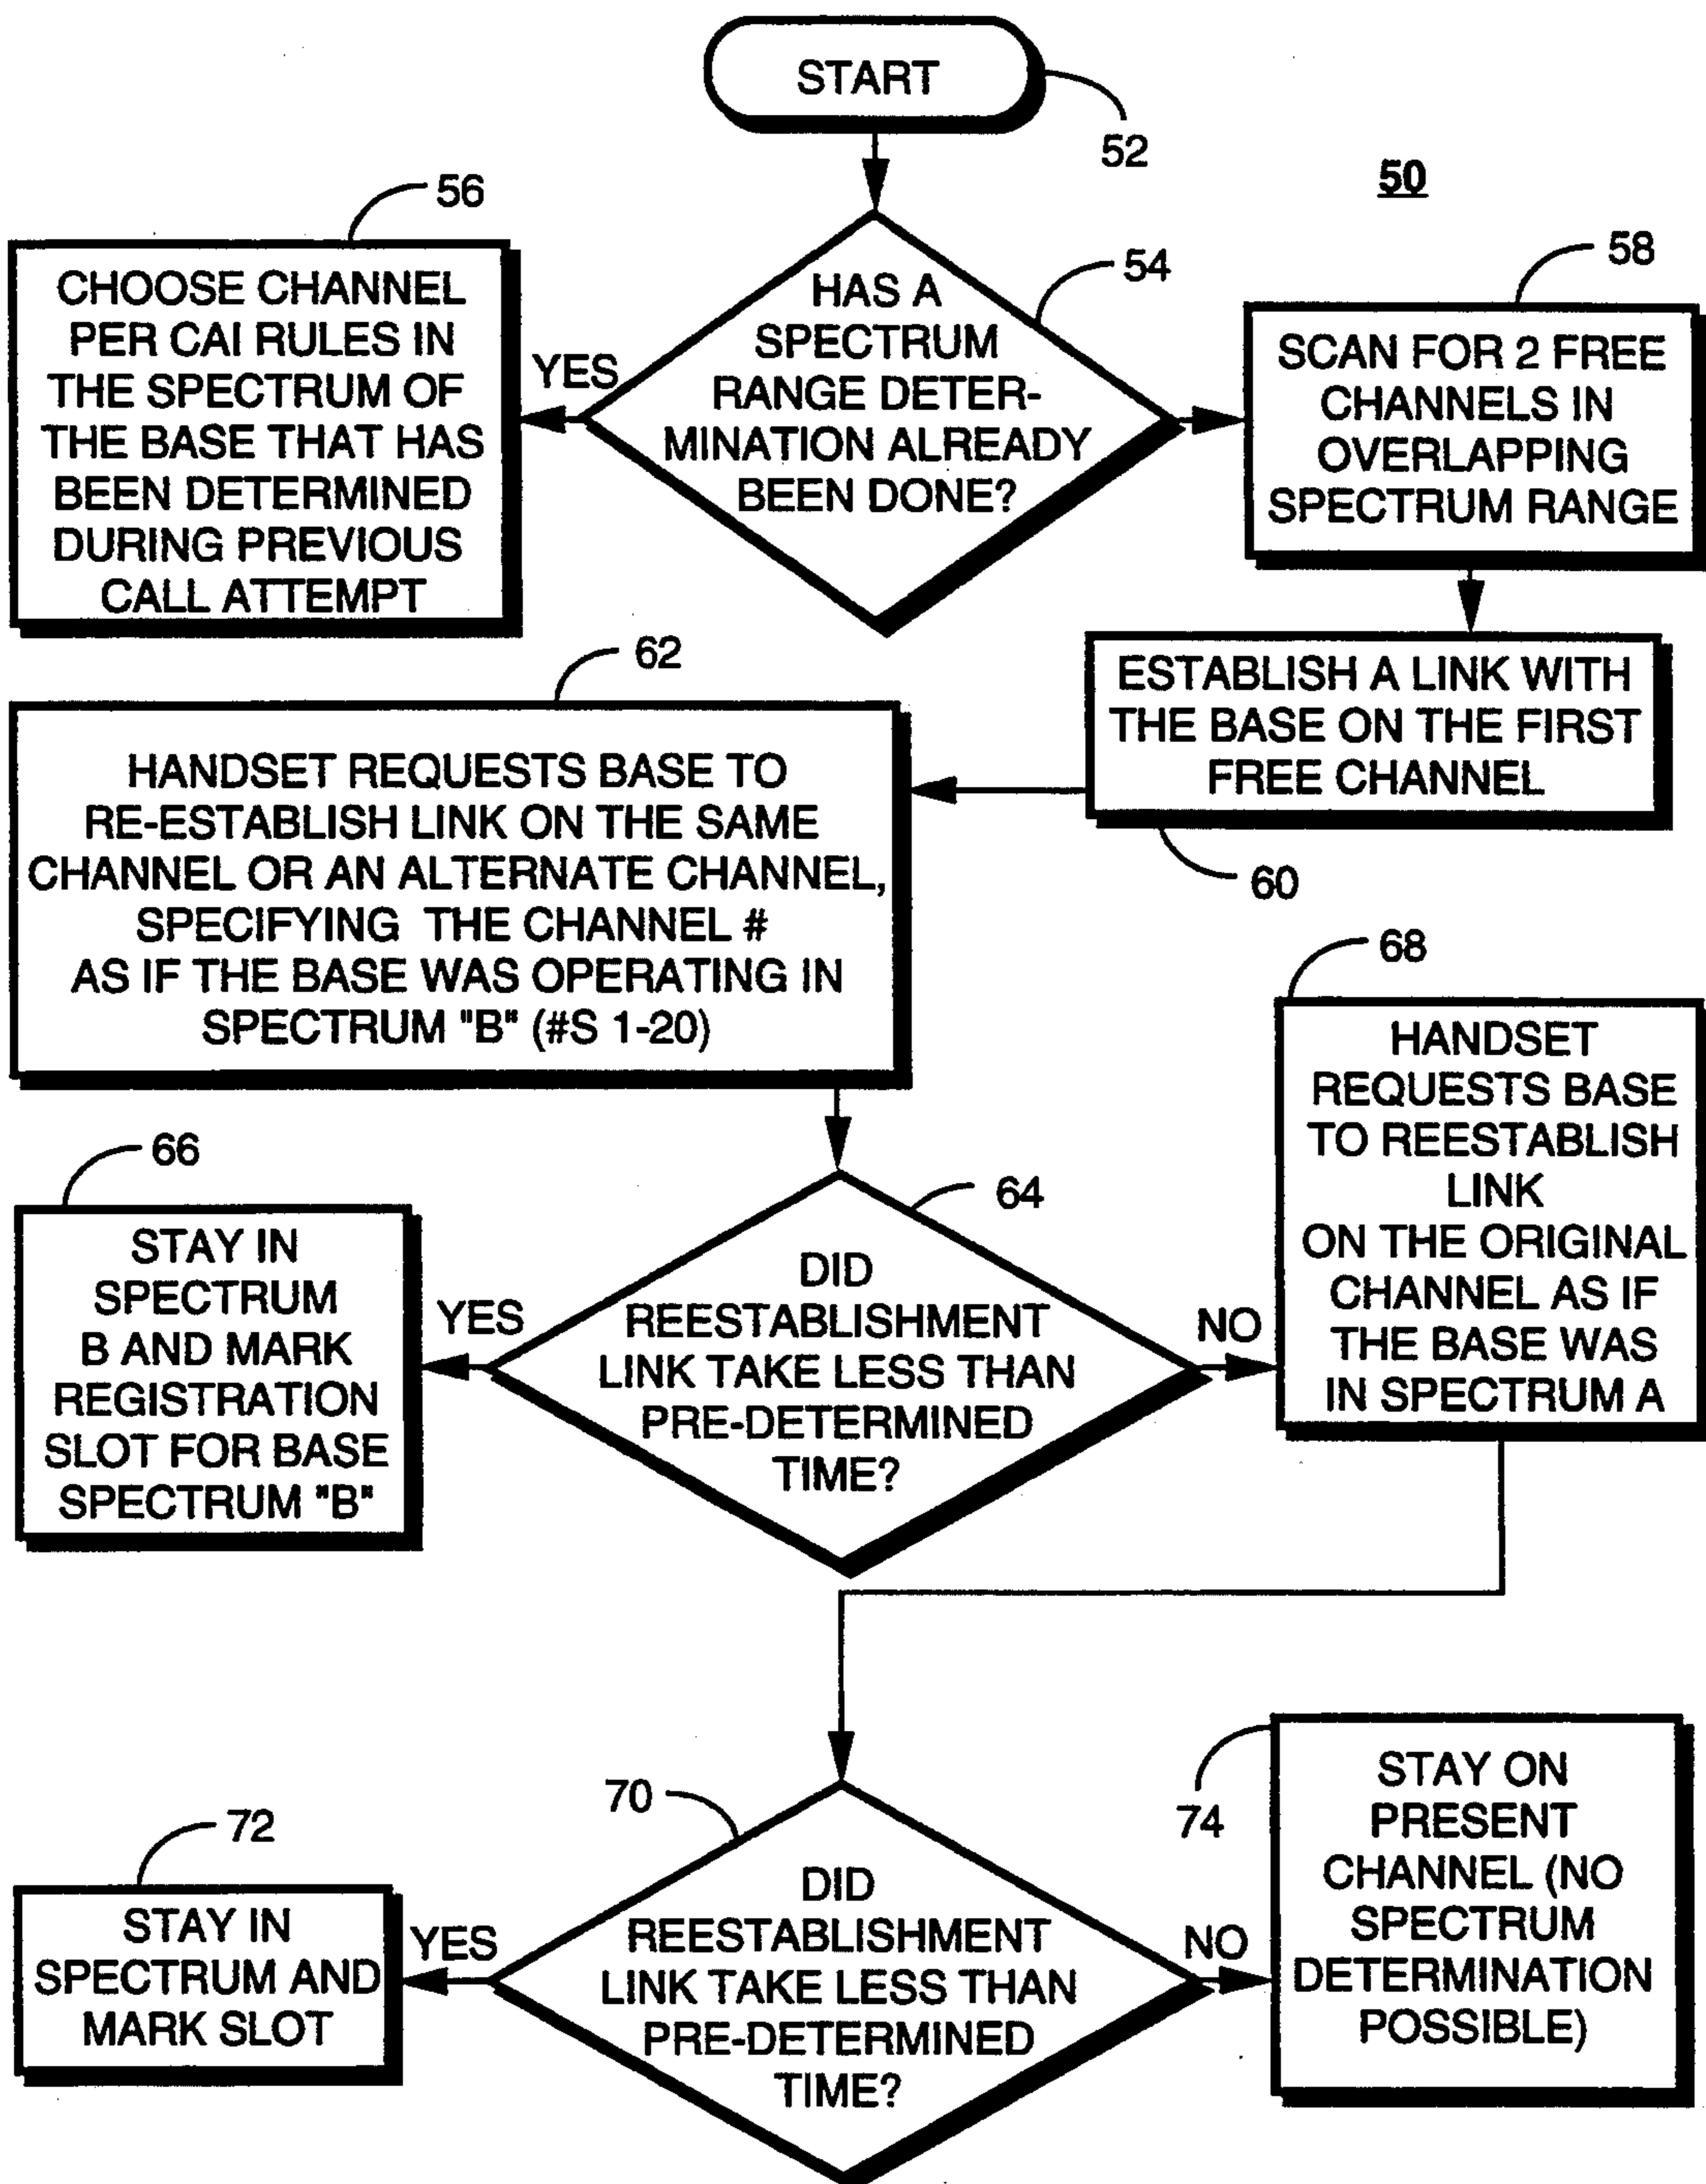 START
52
50
56
CHOOSE CHANNEL
PER CAI RULES IN
THE SPECTRUM OF
THE BASE THAT HAS
BEEN DETERMINED
DURING PREVIOUS
CALL ATTEMPT
YES
54
HAS A
SPECTRUM
RANGE DETER-
MINATION ALREADY
BEEN DONE?
58
SCAN FOR 2 FREE
CHANNELS IN
OVERLAPPING
SPECTRUM RANGE
ESTABLISH A LINK WITH
THE BASE ON THE FIRST
FREE CHANNEL
60
62
HANDSET REQUESTS BASE TO
RE-ESTABLISH LINK ON THE SAME
CHANNEL OR AN ALTERNATE CHANNEL,
SPECIFYING THE CHANNEL #
AS IF THE BASE WAS OPERATING IN
SPECTRUM "B" (#S 1-20)
64
DID
REESTABLISHMENT
LINK TAKE LESS THAN
PRE-DETERMINED
TIME?
YES
66
STAY IN
SPECTRUM
B AND MARK
REGISTRATION
SLOT FOR BASE
SPECTRUM "B"
NO
68
HANDSET
REQUESTS BASE
TO REESTABLISH
LINK
ON THE ORIGINAL
CHANNEL AS IF
THE BASE WAS
IN SPECTRUM A
70
DID
REESTABLISHMENT
LINK TAKE LESS THAN
PRE-DETERMINED
TIME?
YES
72
STAY IN
SPECTRUM AND
MARK SLOT
NO
74
STAY ON
PRESENT
CHANNEL (NO
SPECTRUM
DETERMINATION
POSSIBLE)